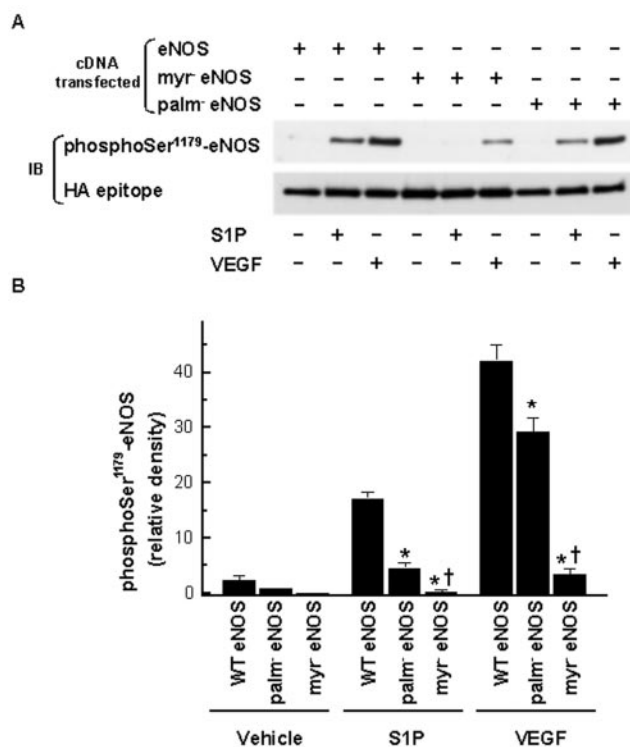 A
cDNA transfected
eNOS + + + – – – – – –
myr⁻ eNOS – – – + + + – – –
palm⁻ eNOS – – – – – – + + +
IB
phosphoSer¹¹⁷⁹-eNOS
HA epitope
S1P – + – – + – – + –
VEGF – – + – – + – – +
B
phosphoSer¹¹⁷⁹-eNOS
(relative density)
40
30
20
10
0
* *† * *†
WT eNOS
palm⁻ eNOS
myr⁻ eNOS
WT eNOS
palm⁻ eNOS
myr⁻ eNOS
WT eNOS
palm⁻ eNOS
myr⁻ eNOS
Vehicle S1P VEGF